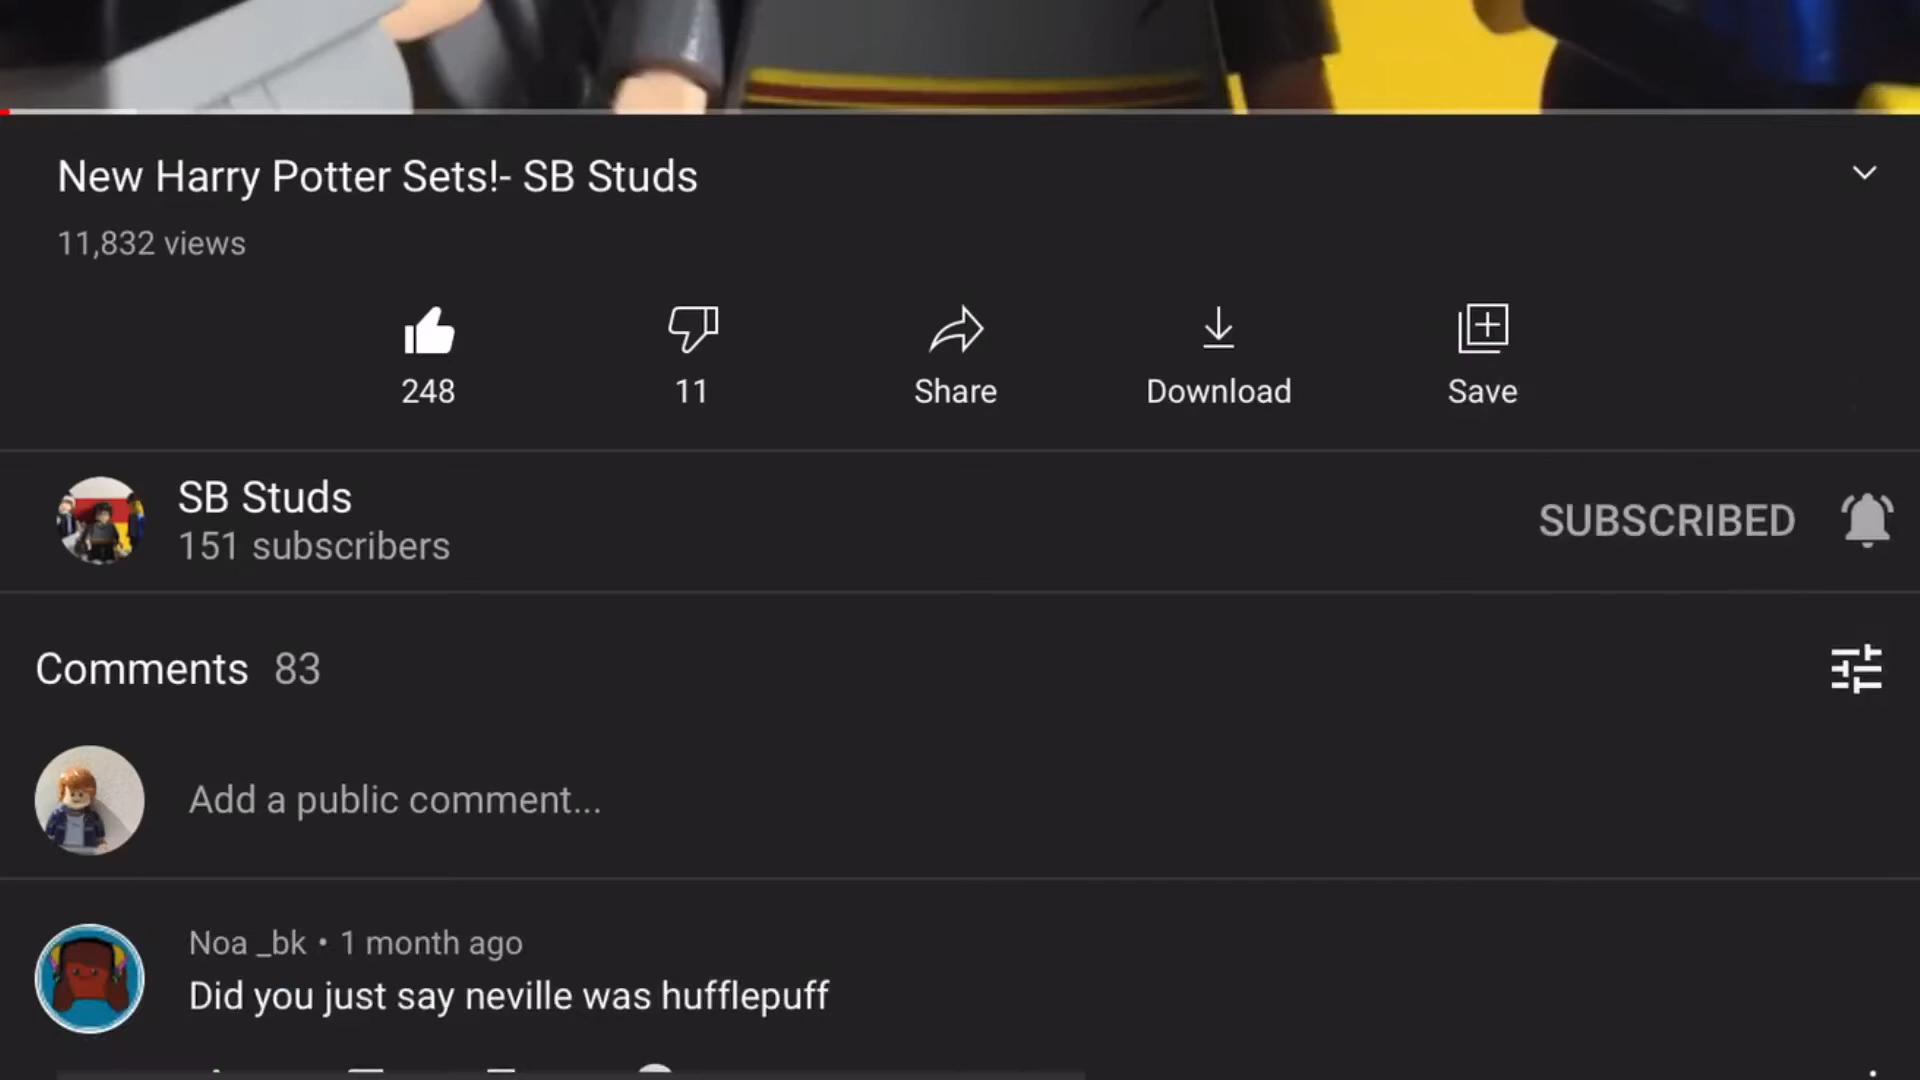 New Harry Potter Sets!- SB Studs
11,832 views
248
11
Share
Download
Save
SB Studs
151 subscribers
SUBSCRIBED
Comments 83
Add a public comment...
Noa _bk • 1 month ago
Did you just say neville was hufflepuff